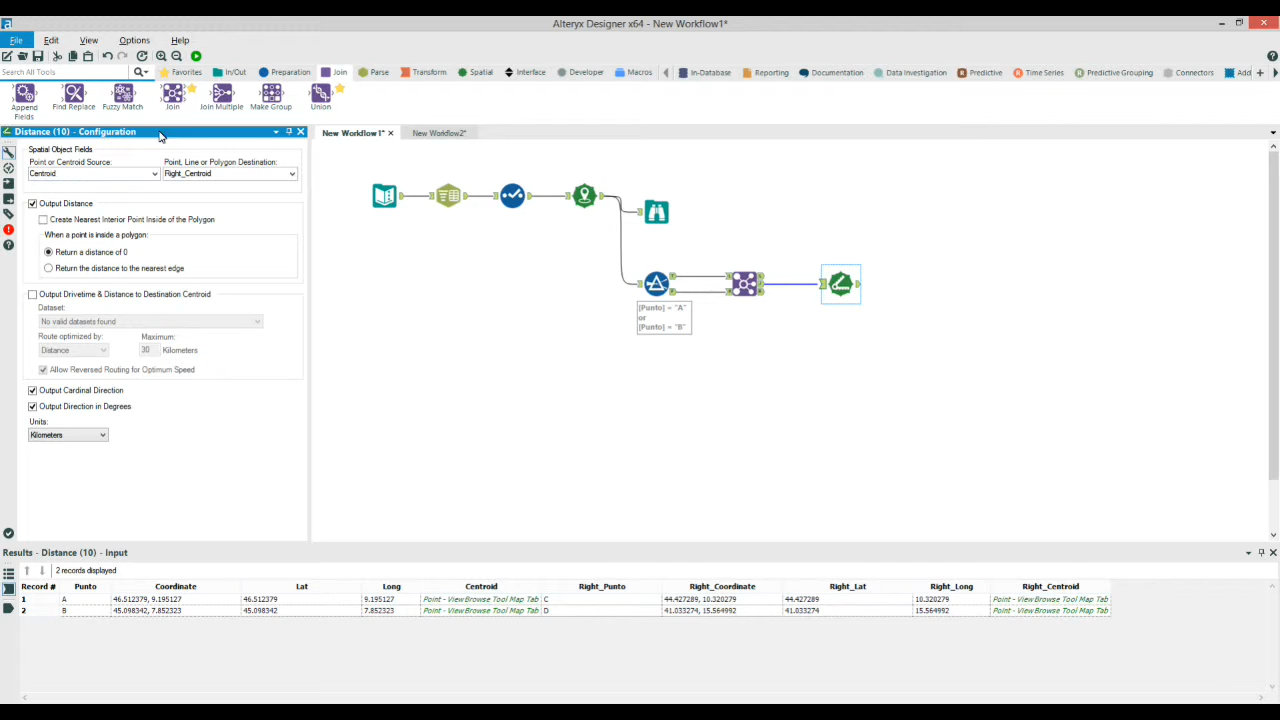 Alteryx Designer x64 - New Workflow1*
File Edit View Options Help
Search All Tools Favorites In/Out Preparation Join Parse Transform Spatial Interface Developer Macros In-Database Reporting Documentation Data Investigation Predictive Time Series Predictive Grouping Connectors Add
Append Fields Find Replace Fuzzy Match Join Join Multiple Make Group Union
Distance (10) - Configuration
New Workflow1* New Workflow2*
Spatial Object Fields
Point or Centroid Source: Point, Line or Polygon Destination:
Centroid Right_Centroid
Output Distance
Create Nearest Interior Point Inside of the Polygon
When a point is inside a polygon:
Return a distance of 0
Return the distance to the nearest edge
Output Drivetime & Distance to Destination Centroid
Dataset:
No valid datasets found
Route optimized by: Maximum:
Distance 30 Kilometers
Allow Reversed Routing for Optimum Speed
Output Cardinal Direction
Output Direction in Degrees
Units:
Kilometers
[Punto] = "A"
or
[Punto] = "B"
Results - Distance (10) - Input
2 records displayed
Record # Punto Coordinate Lat Long Centroid Right_Punto Right_Coordinate Right_Lat Right_Long Right_Centroid
1 A 46.512379, 9.195127 46.512379 9.195127 Point - View Browse Tool Map Tab C 44.427289, 10.320279 44.427289 10.320279 Point - View Browse Tool Map Tab
2 B 45.098342, 7.852323 45.098342 7.852323 Point - View Browse Tool Map Tab D 41.033274, 15.564992 41.033274 15.564992 Point - View Browse Tool Map Tab